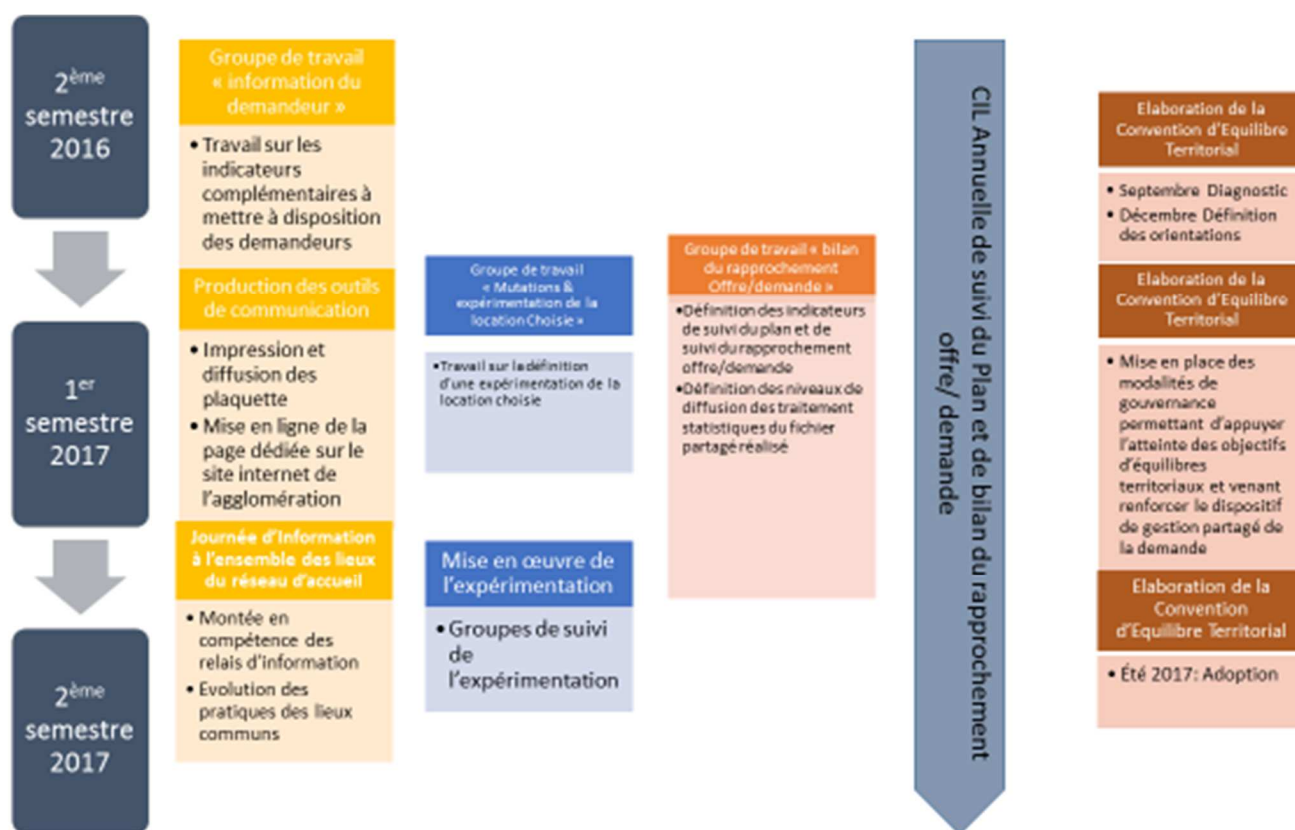 2ème
semestre
2016
1er
semestre
2017
2ème
semestre
2017
Groupe de travail
« information du
demandeur »
• Travail sur les
indicateurs
complémentaires à
mettre à disposition
des demandeurs
Production des outils
de communication
• Impression et
diffusion des
plaquette
• Mise en ligne de la
page dédiée sur le
site internet de
l'agglomération
Journée d'Information
à l'ensemble des lieux
du réseau d'accueil
• Montée en
compétence des
relais d'information
• Evolution des
pratiques des lieux
communs
Groupe de travail
« Mutations &
expérimentation de la
location Choisie »
• Travail sur la définition
d'une expérimentation de la
location choisie
Mise en œuvre de
l'expérimentation
• Groupes de suivi
de
l'expérimentation
Groupe de travail « bilan
du rapprochement
Offre/demande »
• Définition des indicateurs
de suivi du plan et de
suivi du rapprochement
offre/demande
• Définition des niveaux de
diffusion des traitement
statistiques du fichier
partagé réalisé
CIL Annuelle de suivi du Plan et de bilan du rapprochement
offre/ demande
Elaboration de la
Convention d'Equilibre
Territorial
• Septembre Diagnostic
• Décembre Définition
des orientations
Elaboration de la
Convention d'Equilibre
Territorial
• Mise en place des
modalités de
gouvernance
permettant d'appuyer
l'atteinte des objectifs
d'équilibres
territoriaux et venant
renforcer le dispositif
de gestion partagé de
la demande
Elaboration de la
Convention
d'Equilibre Territorial
• Été 2017: Adoption